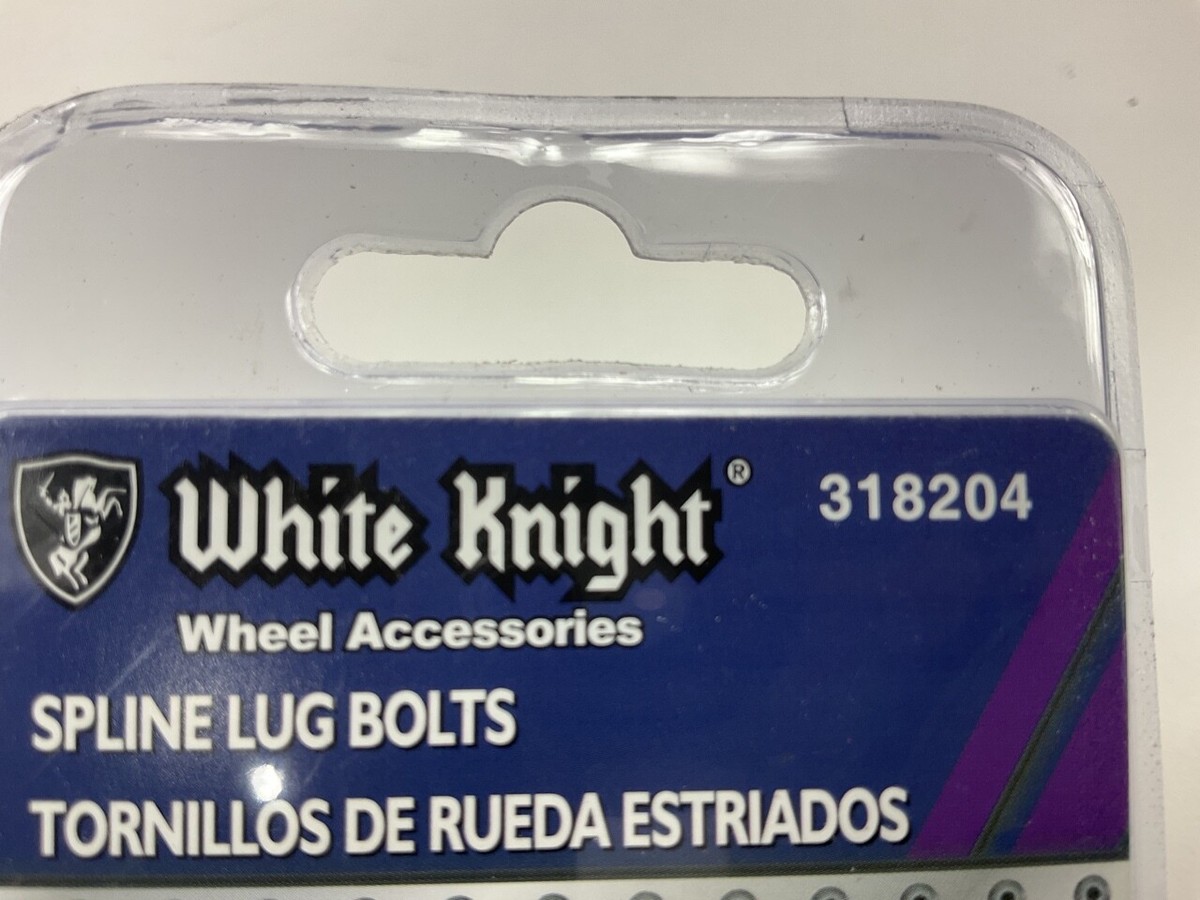 White Knight® 318204
Wheel Accessories
SPLINE LUG BOLTS
TORNILLOS DE RUEDA ESTRIADOS